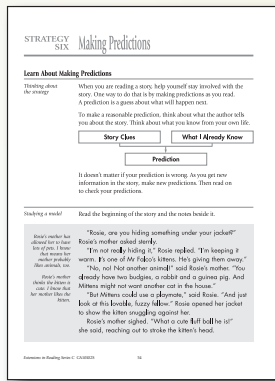 STRATEGY
SIX
Making Predictions
Learn About Making Predictions
Thinking about
the strategy
When you are reading a story, help yourself stay involved with the
story. One way to do that is by making predictions as you read.
A prediction is a guess about what will happen next.
To make a reasonable prediction, think about what the author tells
you about the story. Think about what you know from your own life.
Story Clues
What I Already Know
Prediction
It doesn't matter if your prediction is wrong. As you get new
information in the story, make new predictions. Then read on
to check your predictions.
Studying a model
Read the beginning of the story and the notes beside it.
Rosie's mother has
allowed her to have
lots of pets. I know
that means her
mother probably
likes animals, too.
Rosie's mother
thinks the kitten is
cute. I know that
her mother likes the
kitten.
"Rosie, are you hiding something under your jacket?"
Rosie's mother asked sternly.
"I'm not really hiding it," Rosie replied. "I'm keeping it
warm. It's one of Mr Falco's kittens. He's giving them away."
"No, no! Not another animal!" said Rosie's mother. "You
already have two budgies, a rabbit and a guinea pig. And
Mittens might not want another cat in the house."
"But Mittens could use a playmate," said Rosie. "And just
look at this lovable, fuzzy fellow." Rosie opened her jacket
to show the kitten snuggling against her.
Rosie's mother sighed. "What a cute fluff ball he is!"
she said, reaching out to stroke the kitten's head.
Extensions in Reading Series C
54